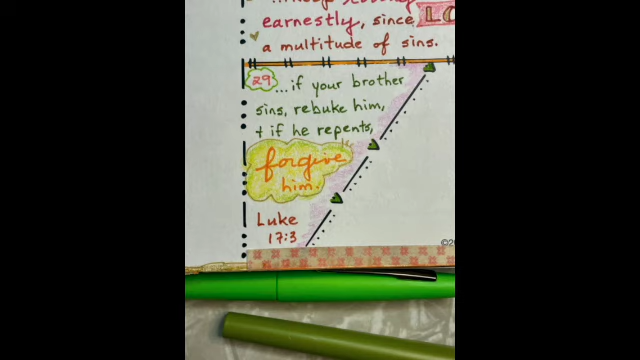 earnestly, since LO
a multitude of sins.
29 ...if your brother
sins, rebuke him,
+ if he repents,
forgive
him.
Luke
17:3